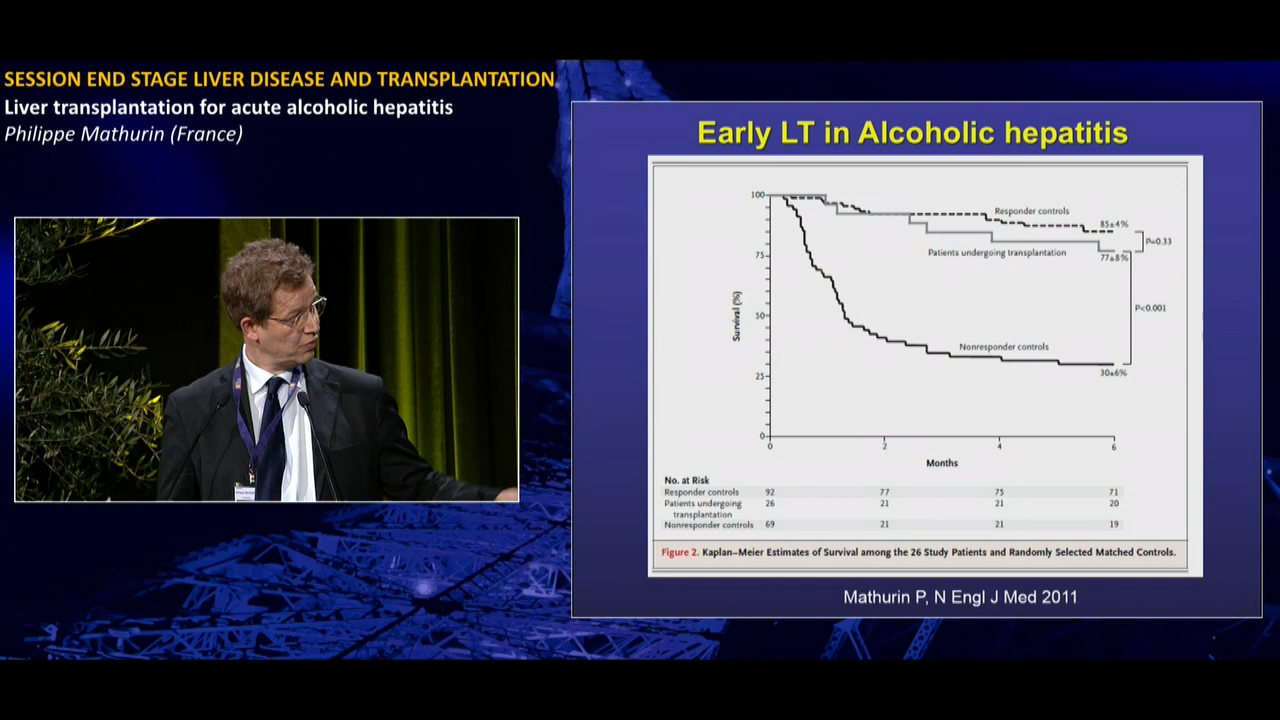 SESSION END STAGE LIVER DISEASE AND TRANSPLANTATION
Liver transplantation for acute alcoholic hepatitis
Philippe Mathurin (France)
Early LT in Alcoholic hepatitis
100
75
50
25
0
Survival (%)
Responder controls
85±4%
P=0.33
Patients undergoing transplantation
77±8%
P<0.001
Nonresponder controls
30±6%
0 2 4 6
Months
No. at Risk
Responder controls 92 77 75 71
Patients undergoing 26 21 21 20
transplantation
Nonresponder controls 69 21 21 19
Figure 2. Kaplan–Meier Estimates of Survival among the 26 Study Patients and Randomly Selected Matched Controls.
Mathurin P, N Engl J Med 2011